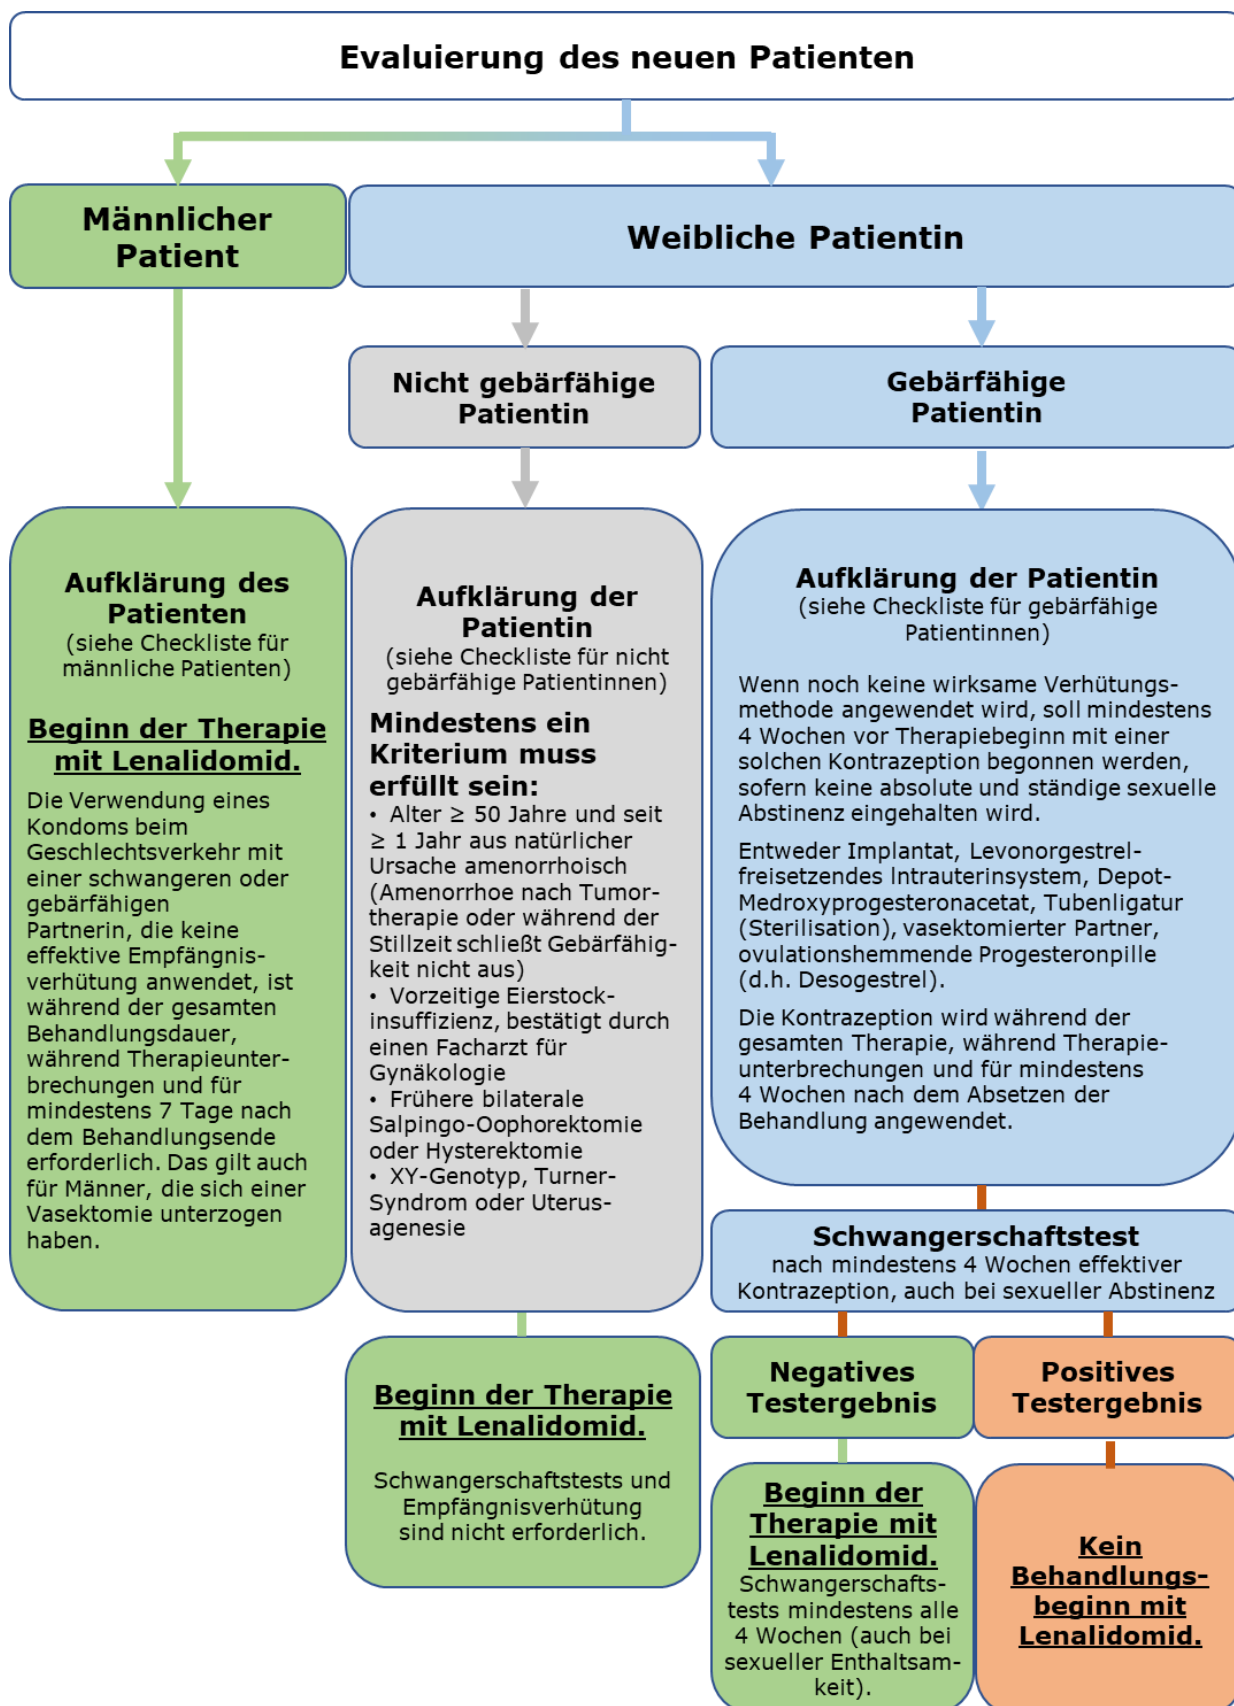 Evaluierung des neuen Patienten
Männlicher
Patient
Weibliche Patientin
Nicht gebärfähige
Patientin
Gebärfähige
Patientin
Aufklärung des
Patienten
(siehe Checkliste für
männliche Patienten)
Beginn der Therapie
mit Lenalidomid.
Die Verwendung eines
Kondoms beim
Geschlechtsverkehr mit
einer schwangeren oder
gebärfähigen
Partnerin, die keine
effektive Empfängnis-
verhütung anwendet, ist
während der gesamten
Behandlungsdauer,
während Therapieunter-
brechungen und für
mindestens 7 Tage nach
dem Behandlungsende
erforderlich. Das gilt auch
für Männer, die sich einer
Vasektomie unterzogen
haben.
Aufklärung der
Patientin
(siehe Checkliste für nicht
gebärfähige Patientinnen)
Mindestens ein
Kriterium muss
erfüllt sein:
• Alter ≥ 50 Jahre und seit
≥ 1 Jahr aus natürlicher
Ursache amenorrhoisch
(Amenorrhoe nach Tumor-
therapie oder während der
Stillzeit schließt Gebärfähig-
keit nicht aus)
• Vorzeitige Eierstock-
insuffizienz, bestätigt durch
einen Facharzt für
Gynäkologie
• Frühere bilaterale
Salpingo-Oophorektomie
oder Hysterektomie
• XY-Genotyp, Turner-
Syndrom oder Uterus-
agenesie
Beginn der Therapie
mit Lenalidomid.
Schwangerschaftstests und
Empfängnisverhütung
sind nicht erforderlich.
Aufklärung der Patientin
(siehe Checkliste für gebärfähige
Patientinnen)
Wenn noch keine wirksame Verhütungs-
methode angewendet wird, soll mindestens
4 Wochen vor Therapiebeginn mit einer
solchen Kontrazeption begonnen werden,
sofern keine absolute und ständige sexuelle
Abstinenz eingehalten wird.
Entweder Implantat, Levonorgestrel-
freisetzendes Intrauterinsystem, Depot-
Medroxyprogesteronacetat, Tubenligatur
(Sterilisation), vasektomierter Partner,
ovulationshemmende Progesteronpille
(d.h. Desogestrel).
Die Kontrazeption wird während der
gesamten Therapie, während Therapie-
unterbrechungen und für mindestens
4 Wochen nach dem Absetzen der
Behandlung angewendet.
Schwangerschaftstest
nach mindestens 4 Wochen effektiver
Kontrazeption, auch bei sexueller Abstinenz
Negatives
Testergebnis
Positives
Testergebnis
Beginn der
Therapie mit
Lenalidomid.
Schwangerschafts-
tests mindestens alle
4 Wochen (auch bei
sexueller Enthaltsam-
keit).
Kein
Behandlungs-
beginn mit
Lenalidomid.